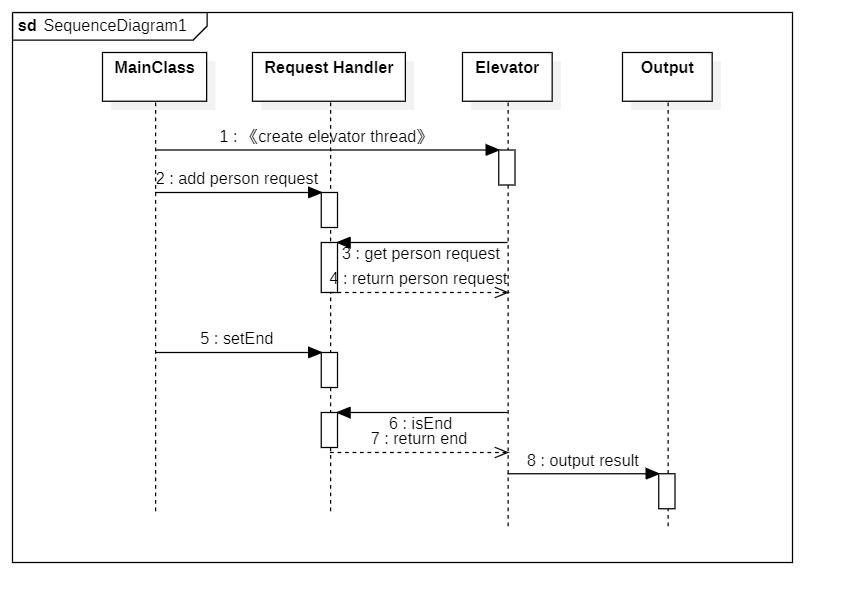 sd SequenceDiagram1
MainClass
Request Handler
Elevator
Output
1 : 《create elevator thread》
2 : add person request
3 : get person request
4 : return person request
5 : setEnd
6 : isEnd
7 : return end
8 : output result